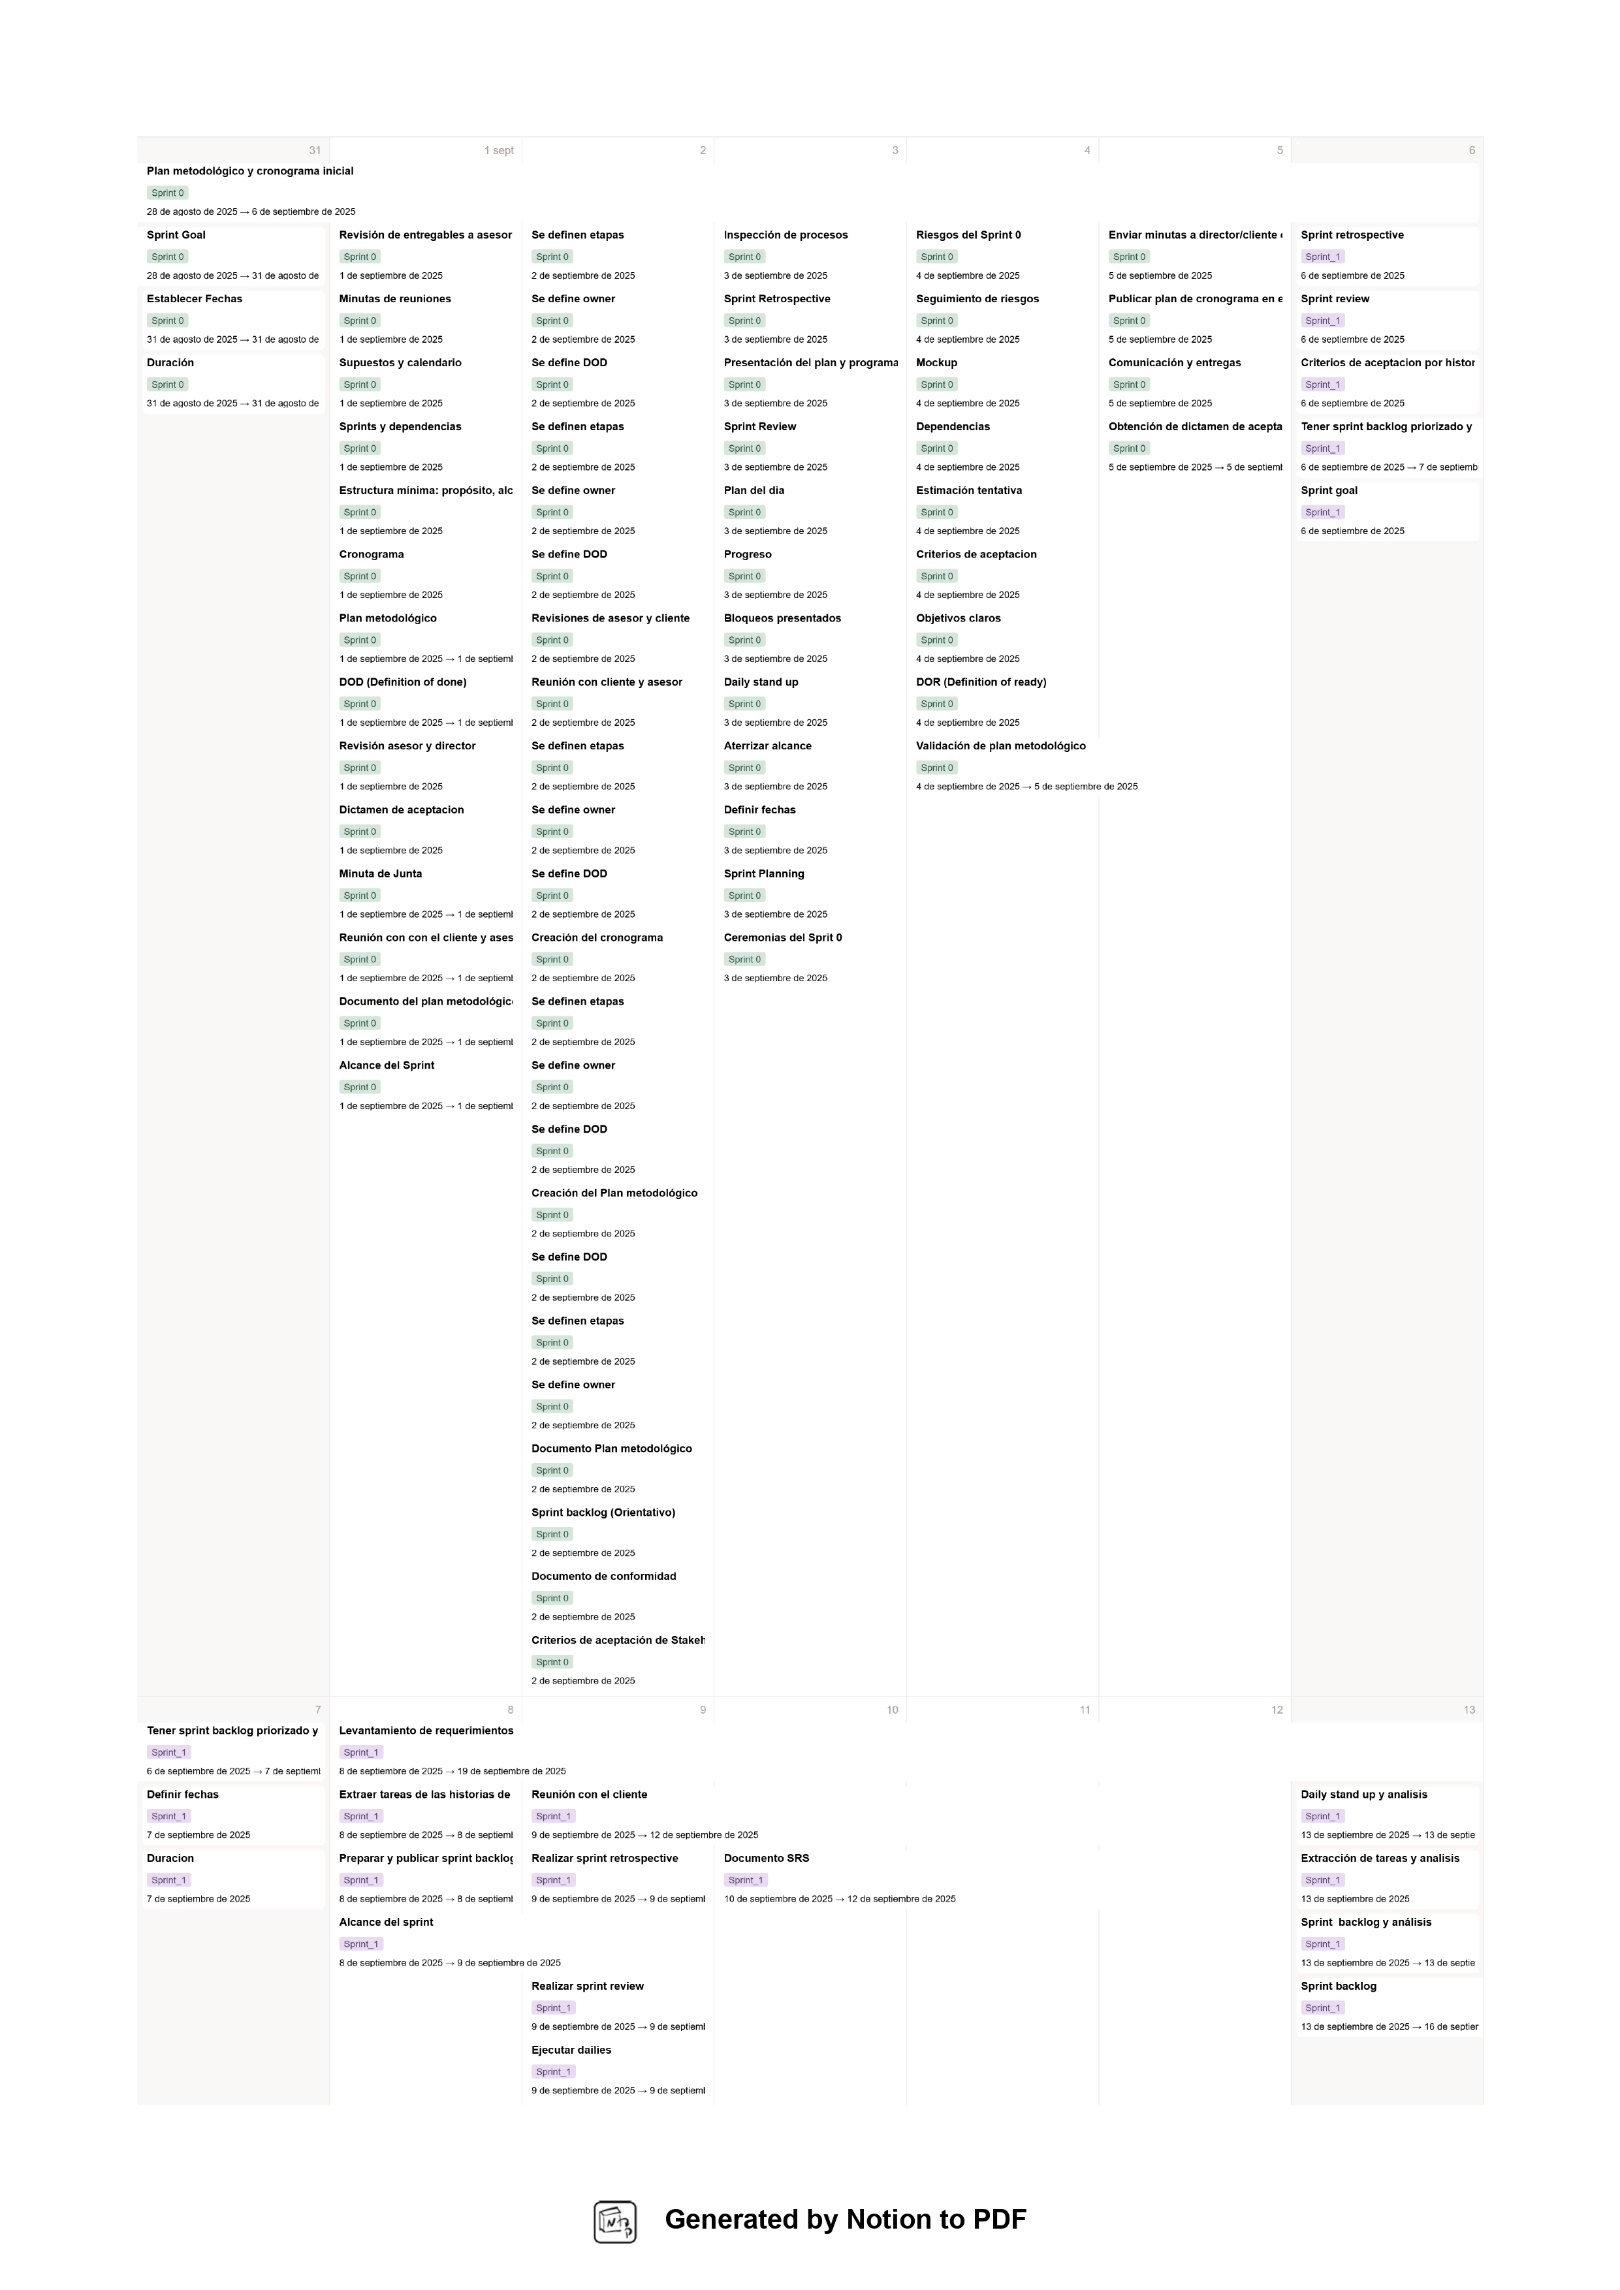 31
1 sept
2
3
4
5
6
Plan metodológico y cronograma inicial
Sprint 0
28 de agosto de 2025 → 6 de septiembre de 2025
Sprint Goal
Sprint 0
28 de agosto de 2025 → 31 de agosto de
Establecer Fechas
Sprint 0
31 de agosto de 2025 → 31 de agosto de
Duración
Sprint 0
31 de agosto de 2025 → 31 de agosto de
Revisión de entregables a asesor
Sprint 0
1 de septiembre de 2025
Minutas de reuniones
Sprint 0
1 de septiembre de 2025
Supuestos y calendario
Sprint 0
1 de septiembre de 2025
Sprints y dependencias
Sprint 0
1 de septiembre de 2025
Estructura mínima: propósito, alc
Sprint 0
1 de septiembre de 2025
Cronograma
Sprint 0
1 de septiembre de 2025
Plan metodológico
Sprint 0
1 de septiembre de 2025 → 1 de septiemb
DOD (Definition of done)
Sprint 0
1 de septiembre de 2025 → 1 de septiemb
Revisión asesor y director
Sprint 0
1 de septiembre de 2025
Dictamen de aceptacion
Sprint 0
1 de septiembre de 2025
Minuta de Junta
Sprint 0
1 de septiembre de 2025 → 1 de septiemb
Reunión con con el cliente y ases
Sprint 0
1 de septiembre de 2025 → 1 de septiemb
Documento del plan metodológic
Sprint 0
1 de septiembre de 2025 → 1 de septiemb
Alcance del Sprint
Sprint 0
1 de septiembre de 2025 → 1 de septiemb
Se definen etapas
Sprint 0
2 de septiembre de 2025
Se define owner
Sprint 0
2 de septiembre de 2025
Se define DOD
Sprint 0
2 de septiembre de 2025
Se definen etapas
Sprint 0
2 de septiembre de 2025
Se define owner
Sprint 0
2 de septiembre de 2025
Se define DOD
Sprint 0
2 de septiembre de 2025
Revisiones de asesor y cliente
Sprint 0
2 de septiembre de 2025
Reunión con cliente y asesor
Sprint 0
2 de septiembre de 2025
Se definen etapas
Sprint 0
2 de septiembre de 2025
Se define owner
Sprint 0
2 de septiembre de 2025
Se define DOD
Sprint 0
2 de septiembre de 2025
Creación del cronograma
Sprint 0
2 de septiembre de 2025
Se definen etapas
Sprint 0
2 de septiembre de 2025
Se define owner
Sprint 0
2 de septiembre de 2025
Se define DOD
Sprint 0
2 de septiembre de 2025
Creación del Plan metodológico
Sprint 0
2 de septiembre de 2025
Se define DOD
Sprint 0
2 de septiembre de 2025
Se definen etapas
Sprint 0
2 de septiembre de 2025
Se define owner
Sprint 0
2 de septiembre de 2025
Documento Plan metodológico
Sprint 0
2 de septiembre de 2025
Sprint backlog (Orientativo)
Sprint 0
2 de septiembre de 2025
Documento de conformidad
Sprint 0
2 de septiembre de 2025
Criterios de aceptación de Stakeh
Sprint 0
2 de septiembre de 2025
Inspección de procesos
Sprint 0
3 de septiembre de 2025
Sprint Retrospective
Sprint 0
3 de septiembre de 2025
Presentación del plan y programa
Sprint 0
3 de septiembre de 2025
Sprint Review
Sprint 0
3 de septiembre de 2025
Plan del dia
Sprint 0
3 de septiembre de 2025
Progreso
Sprint 0
3 de septiembre de 2025
Bloqueos presentados
Sprint 0
3 de septiembre de 2025
Daily stand up
Sprint 0
3 de septiembre de 2025
Aterrizar alcance
Sprint 0
3 de septiembre de 2025
Definir fechas
Sprint 0
3 de septiembre de 2025
Sprint Planning
Sprint 0
3 de septiembre de 2025
Ceremonias del Sprit 0
Sprint 0
3 de septiembre de 2025
Riesgos del Sprint 0
Sprint 0
4 de septiembre de 2025
Seguimiento de riesgos
Sprint 0
4 de septiembre de 2025
Mockup
Sprint 0
4 de septiembre de 2025
Dependencias
Sprint 0
4 de septiembre de 2025
Estimación tentativa
Sprint 0
4 de septiembre de 2025
Criterios de aceptacion
Sprint 0
4 de septiembre de 2025
Objetivos claros
Sprint 0
4 de septiembre de 2025
DOR (Definition of ready)
Sprint 0
4 de septiembre de 2025
Validación de plan metodológico
Sprint 0
4 de septiembre de 2025 → 5 de septiembre de 2025
Enviar minutas a director/cliente
Sprint 0
5 de septiembre de 2025
Publicar plan de cronograma en e
Sprint 0
5 de septiembre de 2025
Comunicación y entregas
Sprint 0
5 de septiembre de 2025
Obtención de dictamen de acepta
Sprint 0
5 de septiembre de 2025 → 5 de septiemb
Sprint retrospective
Sprint_1
6 de septiembre de 2025
Sprint review
Sprint_1
6 de septiembre de 2025
Criterios de aceptacion por histor
Sprint_1
6 de septiembre de 2025
Tener sprint backlog priorizado y
Sprint_1
6 de septiembre de 2025 → 7 de septiemb
Sprint goal
Sprint_1
6 de septiembre de 2025
7
8
9
10
11
12
13
Tener sprint backlog priorizado y
Sprint_1
6 de septiembre de 2025 → 7 de septieml
Definir fechas
Sprint_1
7 de septiembre de 2025
Duracion
Sprint_1
7 de septiembre de 2025
Levantamiento de requerimientos
Sprint_1
8 de septiembre de 2025 → 19 de septiembre de 2025
Extraer tareas de las historias de
Sprint_1
8 de septiembre de 2025 → 8 de septiemb
Preparar y publicar sprint backlog
Sprint_1
8 de septiembre de 2025 → 8 de septiemb
Alcance del sprint
Sprint_1
8 de septiembre de 2025 → 9 de septiembre de 2025
Reunión con el cliente
Sprint_1
9 de septiembre de 2025 → 12 de septiembre de 2025
Realizar sprint retrospective
Sprint_1
9 de septiembre de 2025 → 9 de septieml
Realizar sprint review
Sprint_1
9 de septiembre de 2025 → 9 de septieml
Ejecutar dailies
Sprint_1
9 de septiembre de 2025 → 9 de septieml
Documento SRS
Sprint_1
10 de septiembre de 2025 → 12 de septiembre de 2025
Daily stand up y analisis
Sprint_1
13 de septiembre de 2025 → 13 de septie
Extracción de tareas y analisis
Sprint_1
13 de septiembre de 2025
Sprint  backlog y análisis
Sprint_1
13 de septiembre de 2025 → 13 de septie
Sprint backlog
Sprint_1
13 de septiembre de 2025 → 16 de septier
Generated by Notion to PDF